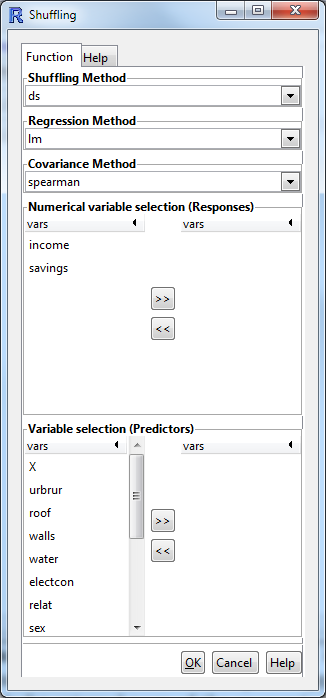 Shuffling
Function Help
Shuffling Method
ds
Regression Method
lm
Covariance Method
spearman
Numerical variable selection (Responses)
vars vars
income
savings
>>
<<
Variable selection (Predictors)
vars vars
X
urbrur
roof
walls
water
electcon
relat
sex
>>
<<
OK Cancel Help